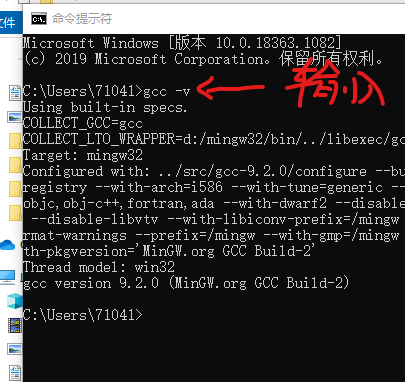 文件
命令提示符
Microsoft Windows [版本 10.0.18363.1082]
(c) 2019 Microsoft Corporation。保留所有权利。
C:\Users\71041>gcc -v
输入
Using built-in specs.
COLLECT_GCC=gcc
COLLECT_LTO_WRAPPER=d:/mingw32/bin/../libexec/gc
Target: mingw32
Configured with: ../src/gcc-9.2.0/configure --bu
registry --with-arch=i586 --with-tune=generic --
objc,obj-c++,fortran,ada --with-dwarf2 --disable
--disable-libvtv --with-libiconv-prefix=/mingw
rmat-warnings --prefix=/mingw --with-gmp=/mingw
th-pkgversion='MinGW.org GCC Build-2'
Thread model: win32
gcc version 9.2.0 (MinGW.org GCC Build-2)
C:\Users\71041>